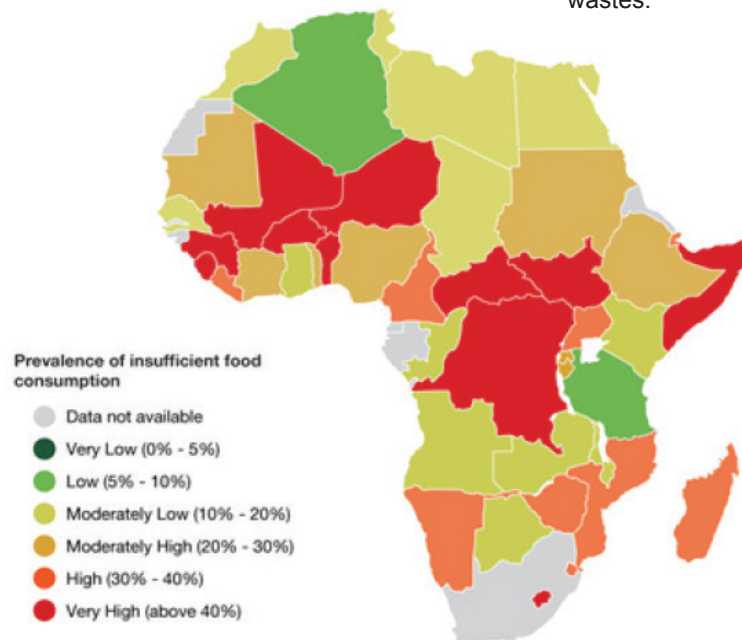 wastes.
Prevalence of insufficient food
consumption
Data not available
Very Low (0% - 5%)
Low (5% - 10%)
Moderately Low (10% - 20%)
Moderately High (20% - 30%)
High (30% - 40%)
Very High (above 40%)